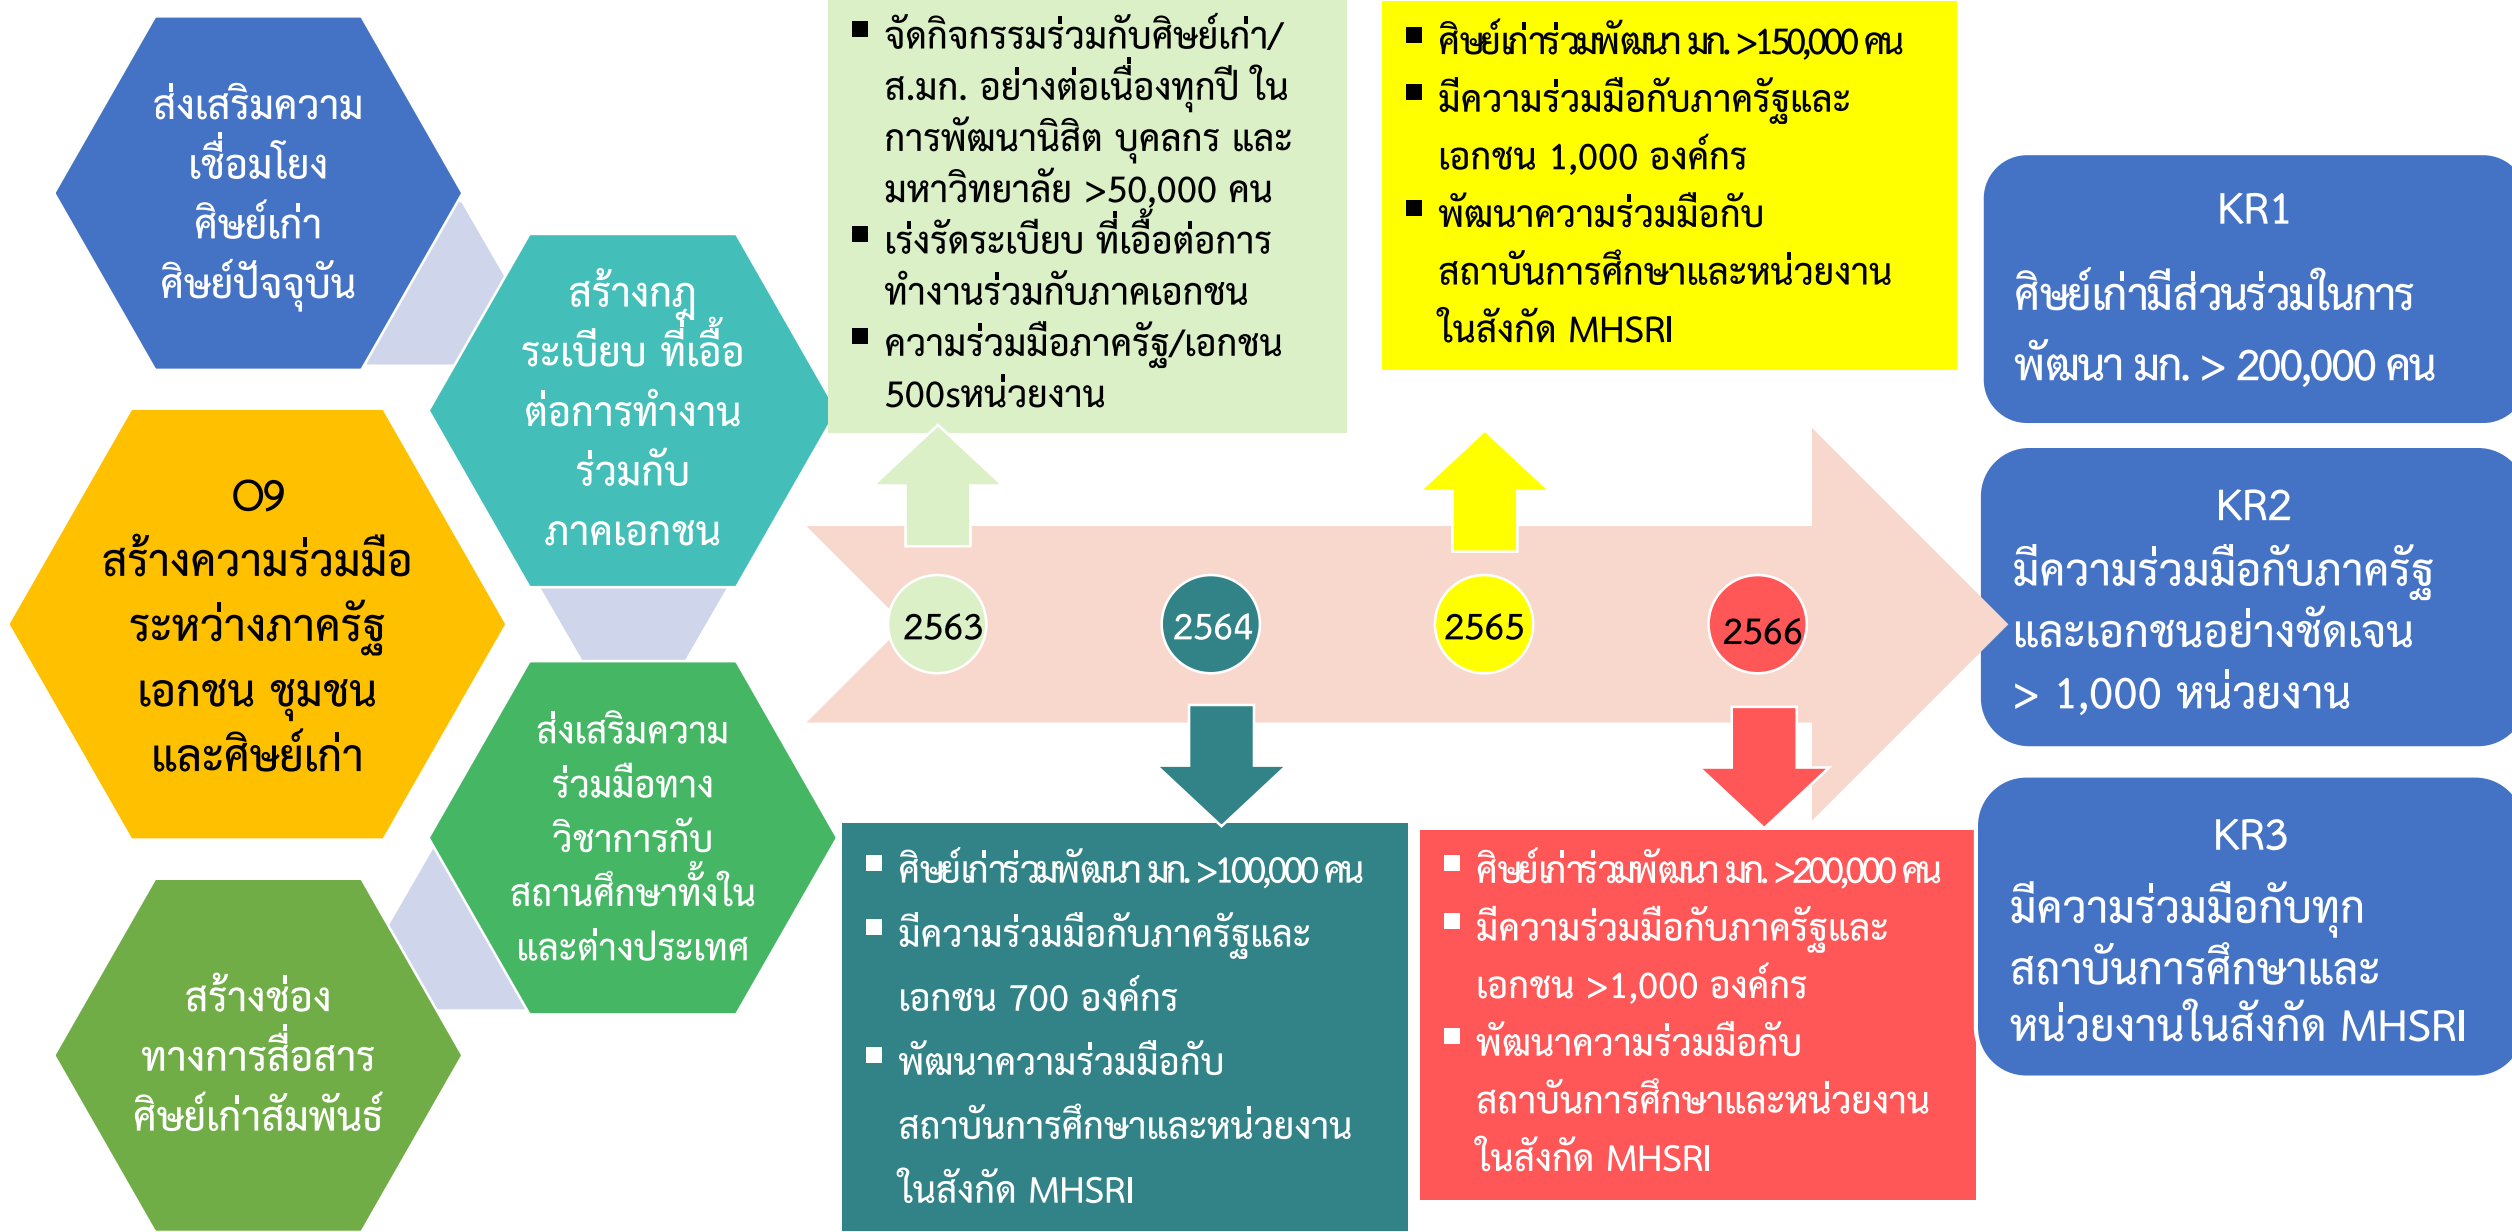 ส่งเสริมความ
เชื่อมโยง
ศิษย์เก่า
ศิษย์ปัจจุบัน
สร้างกฎ
ระเบียบ ที่เอื้อ
ต่อการทำงาน
ร่วมกับ
ภาคเอกชน
O9
สร้างความร่วมมือ
ระหว่างภาครัฐ
เอกชน ชุมชน
และศิษย์เก่า
ส่งเสริมความ
ร่วมมือทาง
วิชาการกับ
สถานศึกษาทั้งใน
และต่างประเทศ
สร้างช่อง
ทางการสื่อสาร
ศิษย์เก่าสัมพันธ์
▪ จัดกิจกรรมร่วมกับศิษย์เก่า/
ส.มก. อย่างต่อเนื่องทุกปี ใน
การพัฒนานิสิต บุคลกร และ
มหาวิทยาลัย >50,000 คน
▪ เร่งรัดระเบียบ ที่เอื้อต่อการ
ทำงานร่วมกับภาคเอกชน
▪ ความร่วมมือภาครัฐ/เอกชน
500sหน่วยงาน
▪ ศิษย์เก่าร่วมพัฒนา มก. >150,000 คน
▪ มีความร่วมมือกับภาครัฐและ
เอกชน 1,000 องค์กร
▪ พัฒนาความร่วมมือกับ
สถาบันการศึกษาและหน่วยงาน
ในสังกัด MHSRI
2563
2564
2565
2566
▪ ศิษย์เก่าร่วมพัฒนา มก. >100,000 คน
▪ มีความร่วมมือกับภาครัฐและ
เอกชน 700 องค์กร
▪ พัฒนาความร่วมมือกับ
สถาบันการศึกษาและหน่วยงาน
ในสังกัด MHSRI
▪ ศิษย์เก่าร่วมพัฒนา มก. >200,000 คน
▪ มีความร่วมมือกับภาครัฐและ
เอกชน >1,000 องค์กร
▪ พัฒนาความร่วมมือกับ
สถาบันการศึกษาและหน่วยงาน
ในสังกัด MHSRI
KR1
ศิษย์เก่ามีส่วนร่วมในการ
พัฒนา มก. > 200,000 คน
KR2
มีความร่วมมือกับภาครัฐ
และเอกชนอย่างชัดเจน
> 1,000 หน่วยงาน
KR3
มีความร่วมมือกับทุก
สถาบันการศึกษาและ
หน่วยงานในสังกัด MHSRI